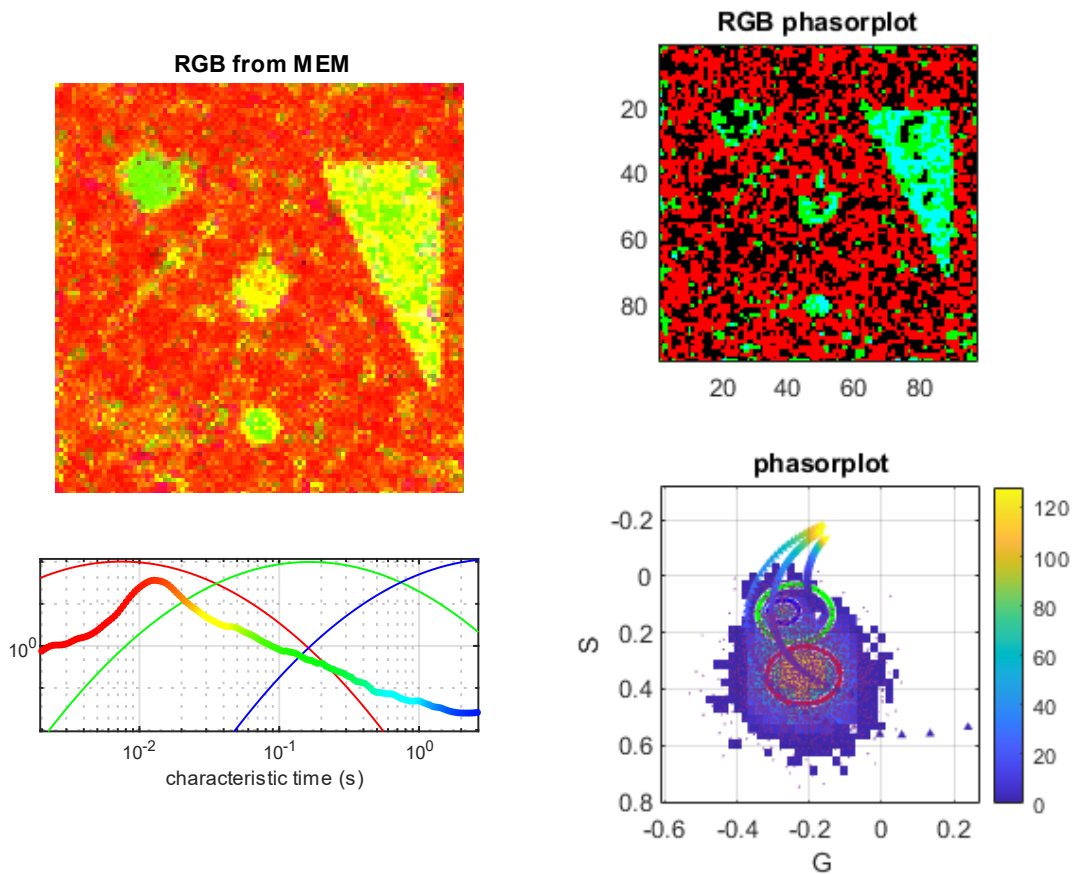 RGB from MEM
10^0
10^-2 10^-1 10^0
characteristic time (s)
RGB phasorplot
20
40
60
80
20 40 60 80
phasorplot
S
-0.2
0
0.2
0.4
0.6
0.8
-0.6 -0.4 -0.2 0 0.2
G
120
100
80
60
40
20
0